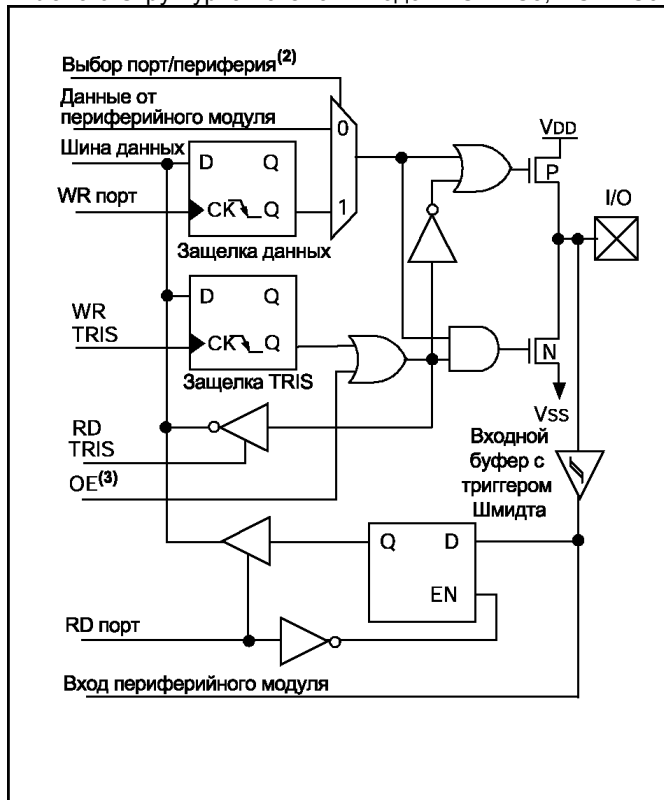 Выбор порт/периферия(2)
Данные от
периферийного модуля
Шина данных
D Q
WR порт
CK Q
Защелка данных
0
1
VDD
P
I/O
D Q
WR
TRIS
CK Q
Защелка TRIS
N
VSS
RD
TRIS
OE(3)
Входной
буфер с
триггером
Шмидта
Q D
EN
RD порт
Вход периферийного модуля